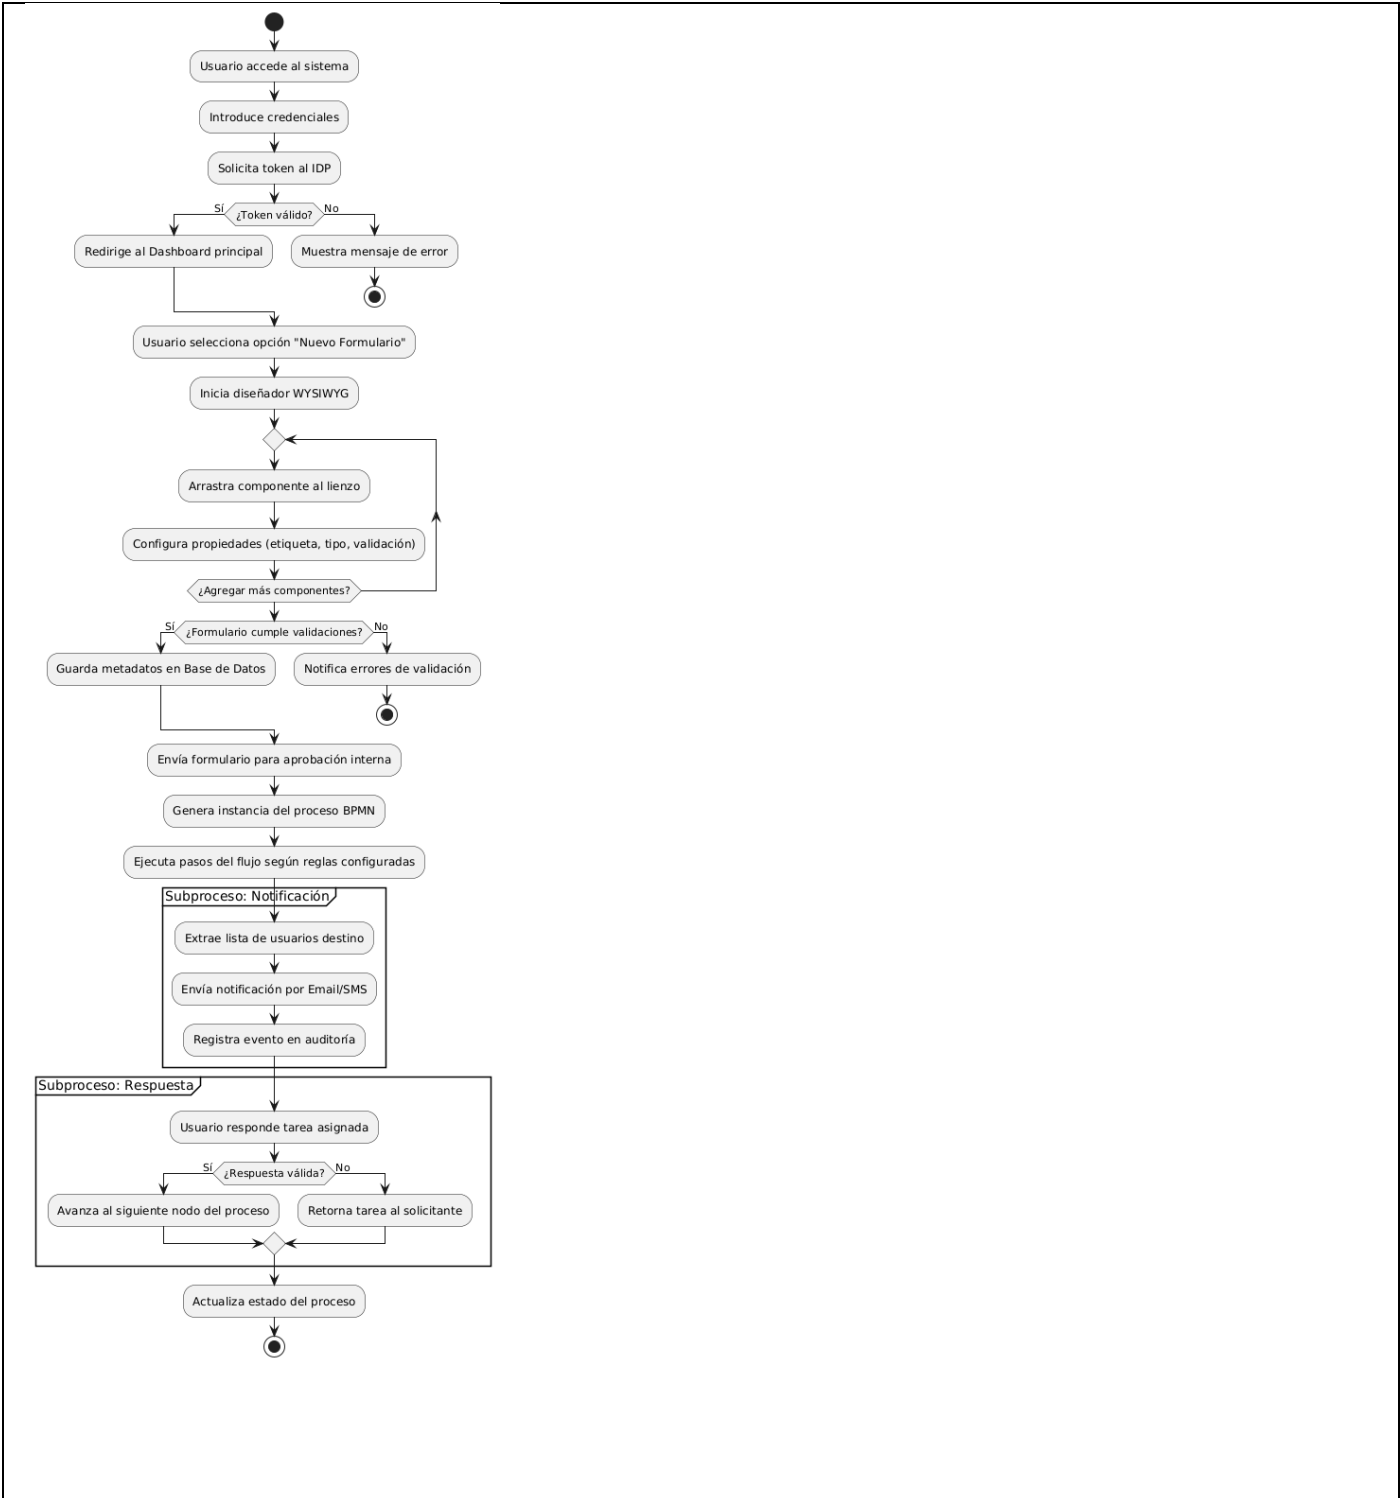 Usuario accede al sistema
Introduce credenciales
Solicita token al IDP
Sí
¿Token válido?
No
Redirige al Dashboard principal
Muestra mensaje de error
Usuario selecciona opción "Nuevo Formulario"
Inicia diseñador WYSIWYG
Arrastra componente al lienzo
Configura propiedades (etiqueta, tipo, validación)
¿Agregar más componentes?
Sí
¿Formulario cumple validaciones?
No
Guarda metadatos en Base de Datos
Notifica errores de validación
Envía formulario para aprobación interna
Genera instancia del proceso BPMN
Ejecuta pasos del flujo según reglas configuradas
Subproceso: Notificación
Extrae lista de usuarios destino
Envía notificación por Email/SMS
Registra evento en auditoría
Subproceso: Respuesta
Usuario responde tarea asignada
Sí
¿Respuesta válida?
No
Avanza al siguiente nodo del proceso
Retorna tarea al solicitante
Actualiza estado del proceso